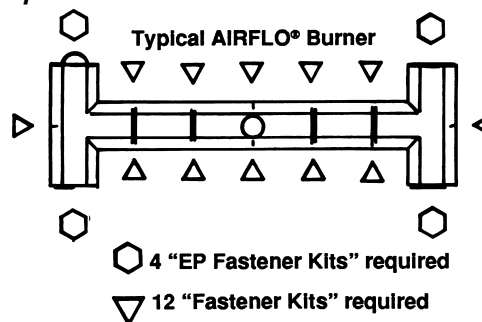 Typical AIRFLO® Burner
4 “EP Fastener Kits” required
12 “Fastener Kits” required